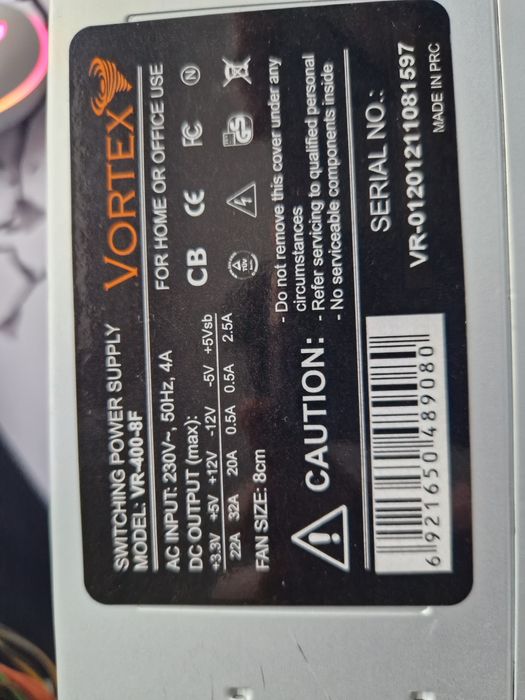 SWITCHING POWER SUPPLY
MODEL: VR-400-8F
VORTEX
AC INPUT: 230V~, 50Hz, 4A
FOR HOME OR OFFICE USE
DC OUTPUT (max):
+3.3V +5V +12V -12V -5V +5Vsb
22A 32A 20A 0.5A 0.5A 2.5A
CB CE FC N
FAN SIZE: 8cm
CAUTION:
- Do not remove this cover under any
circumstances
- Refer servicing to qualified personal
- No serviceable components inside
SERIAL NO.:
VR-01201211081597
MADE IN PRC
6 921650 489080